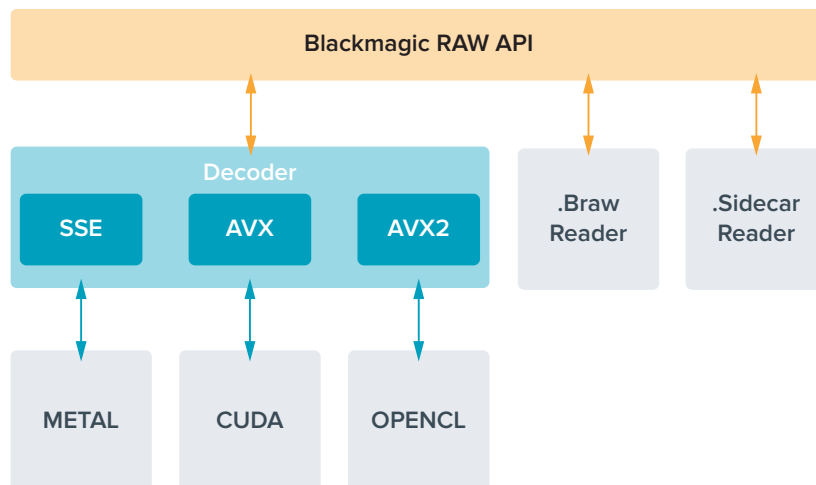 Blackmagic RAW API
Decoder
SSE
AVX
AVX2
.Braw
Reader
.Sidecar
Reader
METAL
CUDA
OPENCL